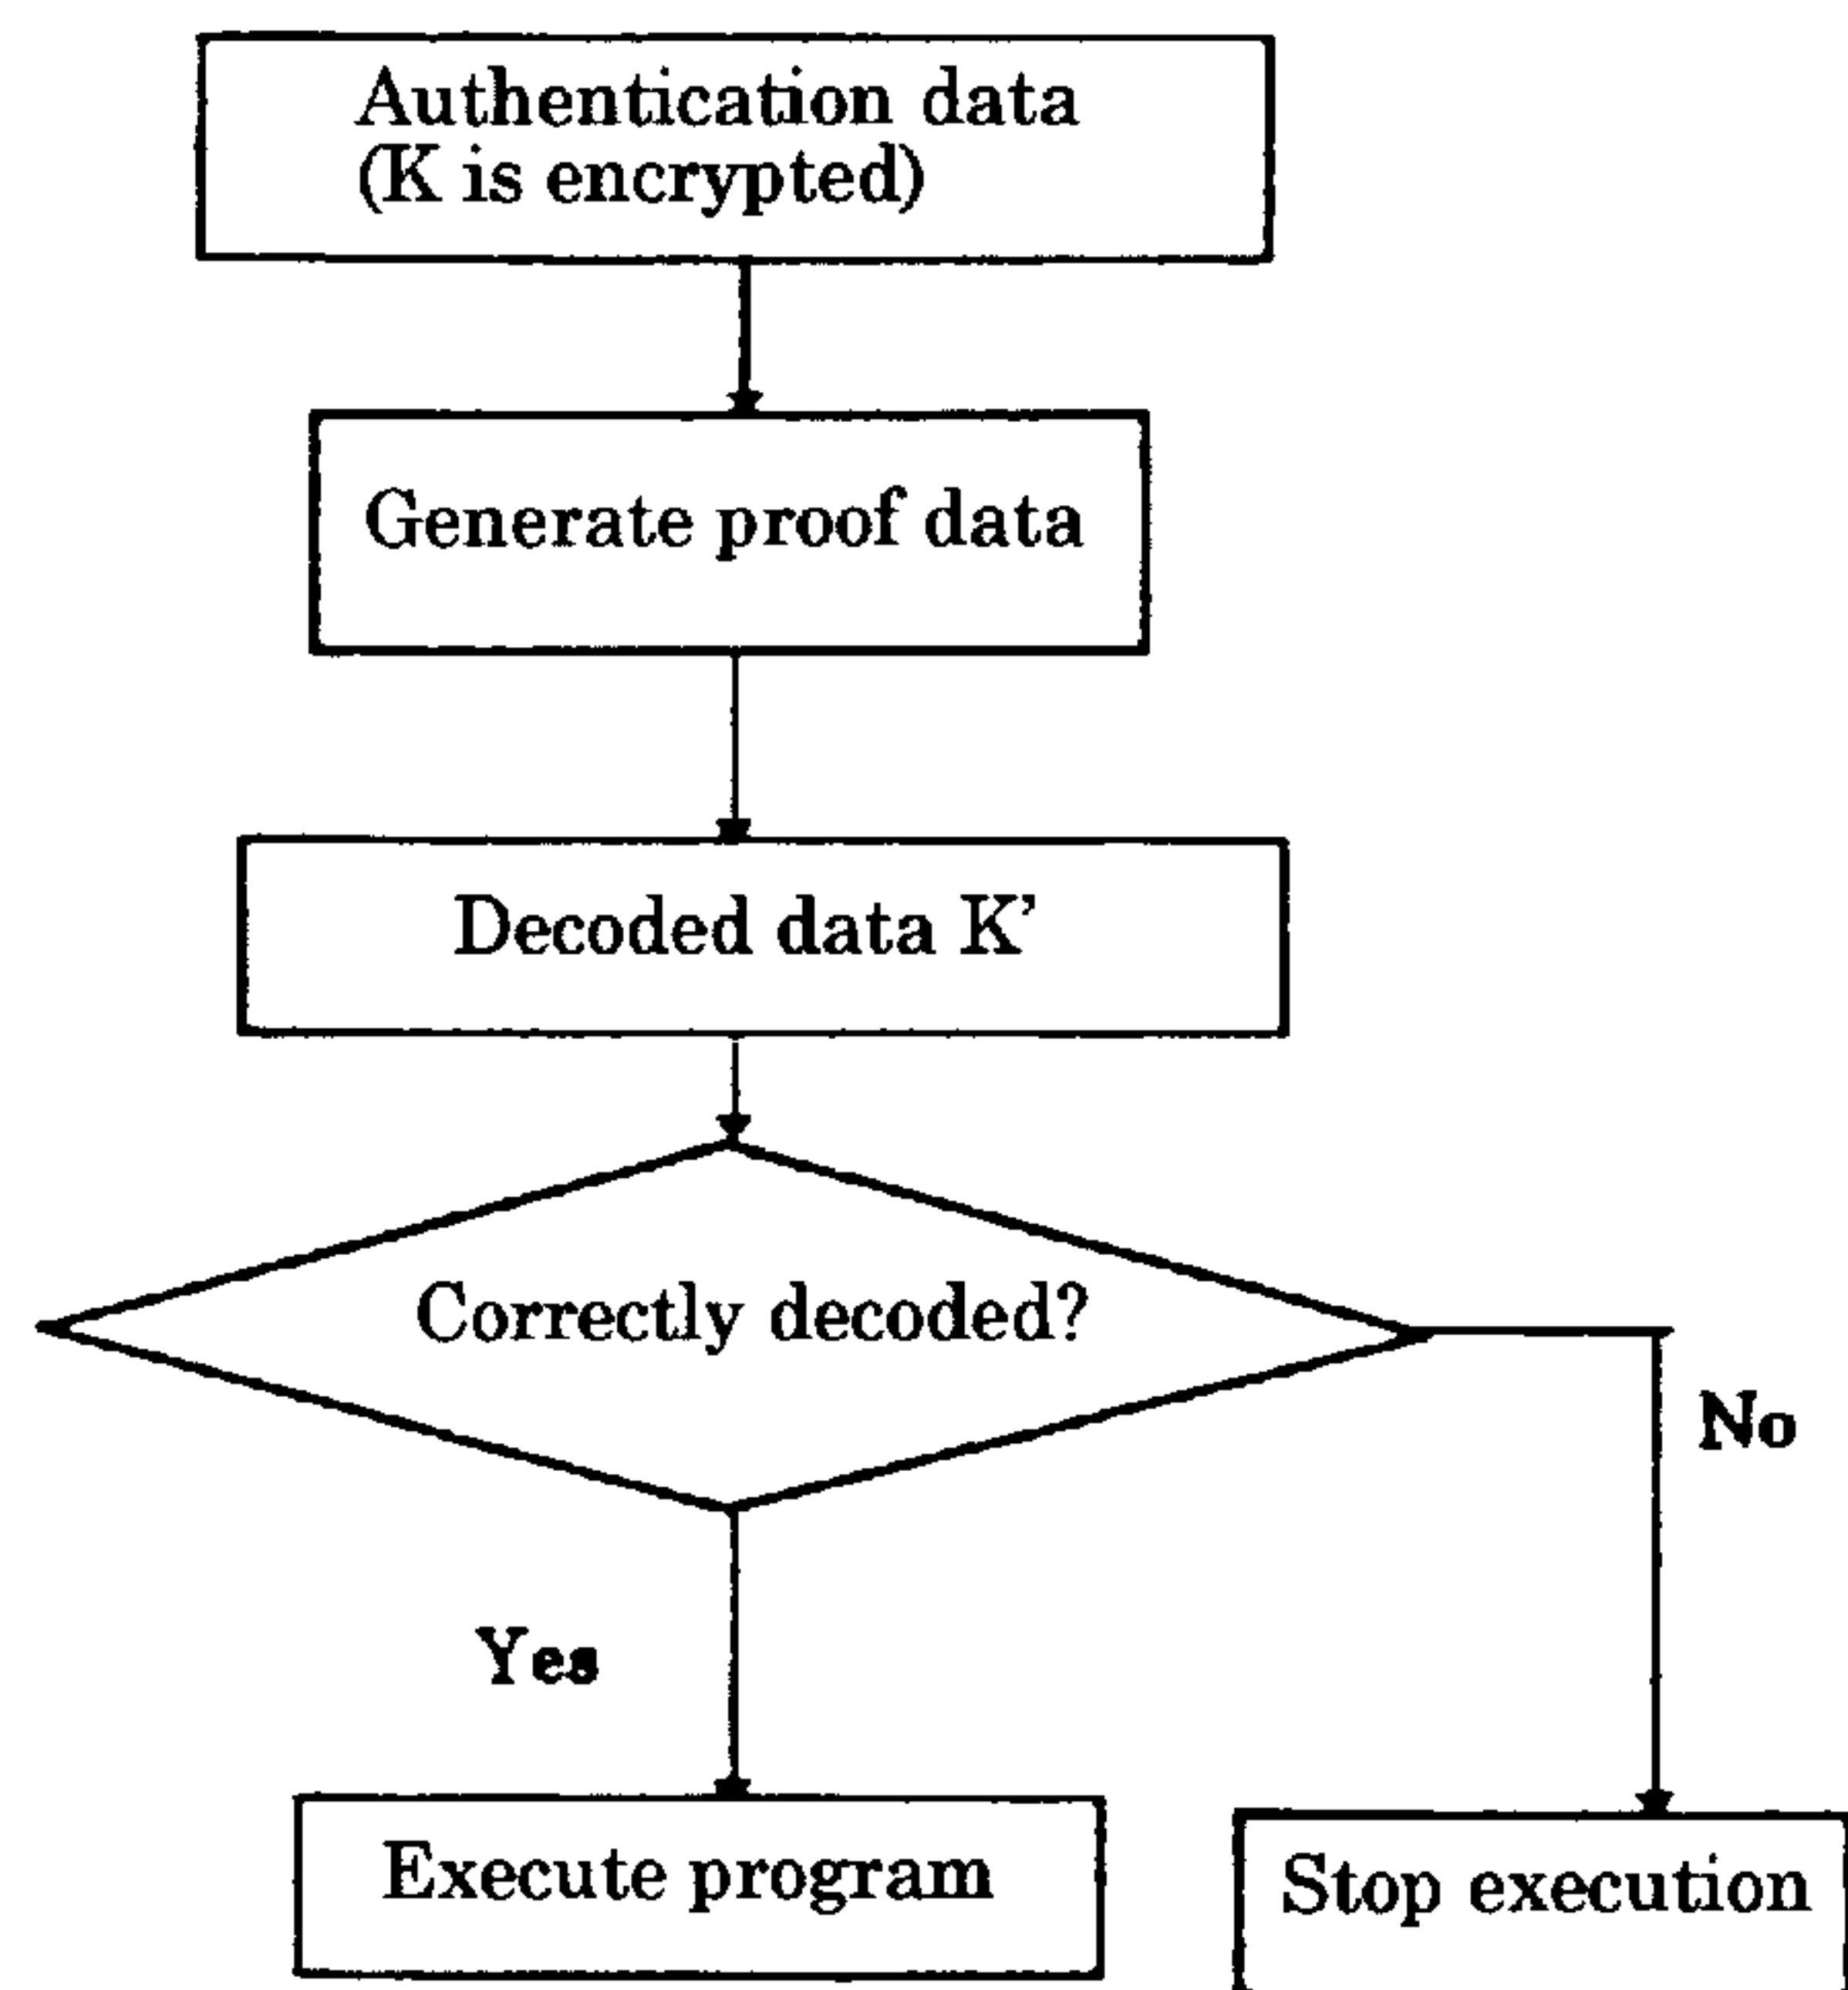 Authentication data
(K is encrypted)
Generate proof data
Decoded data K’
Correctly decoded?
No
Yes
Execute program
Stop execution